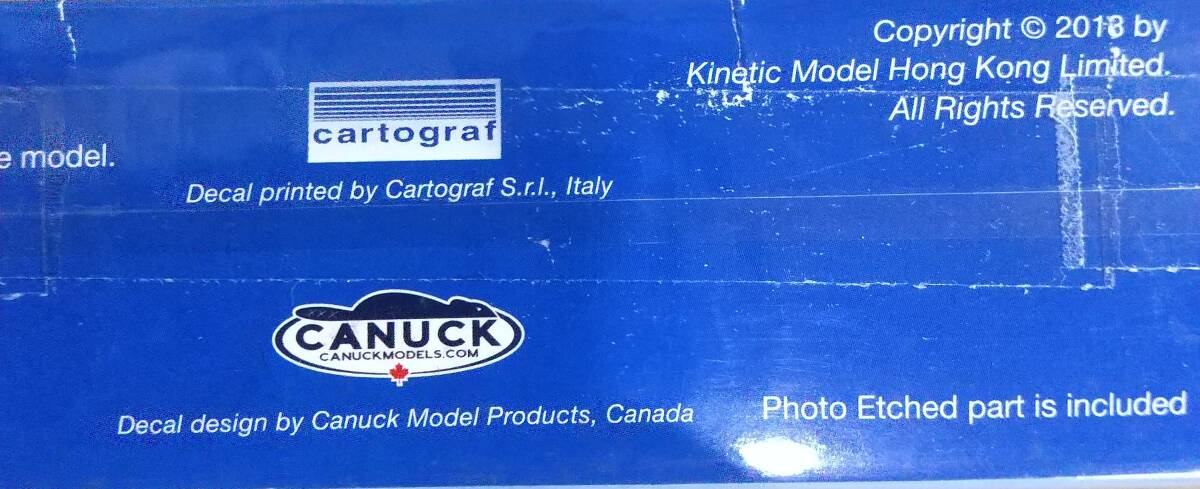 Copyright © 2018 by
Kinetic Model Hong Kong Limited.
All Rights Reserved.
cartograf
e model.
Decal printed by Cartograf S.r.l., Italy
CANUCK
CANUCKMODELS.COM
Decal design by Canuck Model Products, Canada
Photo Etched part is included